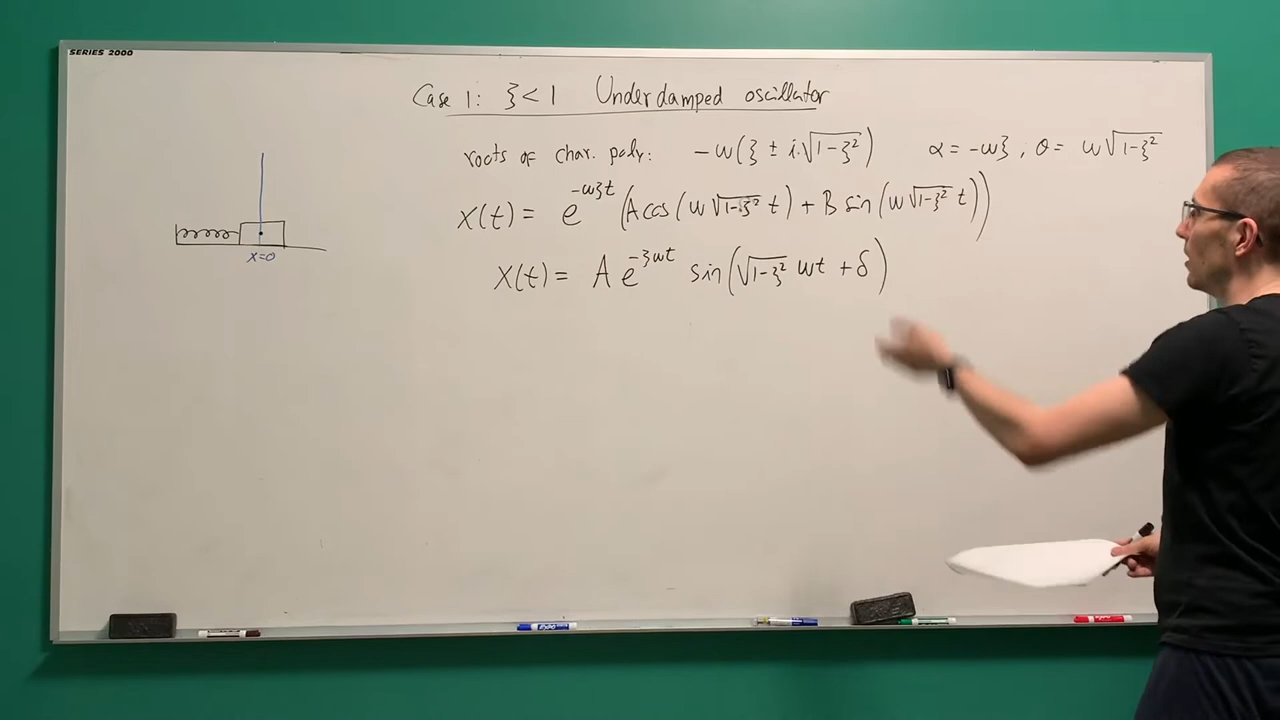 SERIES 2000
Case 1: ξ < 1 Underdamped oscillator
roots of char. poly: -ω(ξ ± i√(1-ξ²)) α = -ωξ, θ = ω√(1-ξ²)
x(t) = e^(-ωξt) (A cos(ω√(1-ξ²) t) + B sin(ω√(1-ξ²) t))
x(t) = A e^(-ξωt) sin(√(1-ξ²) ωt + δ)
x=0